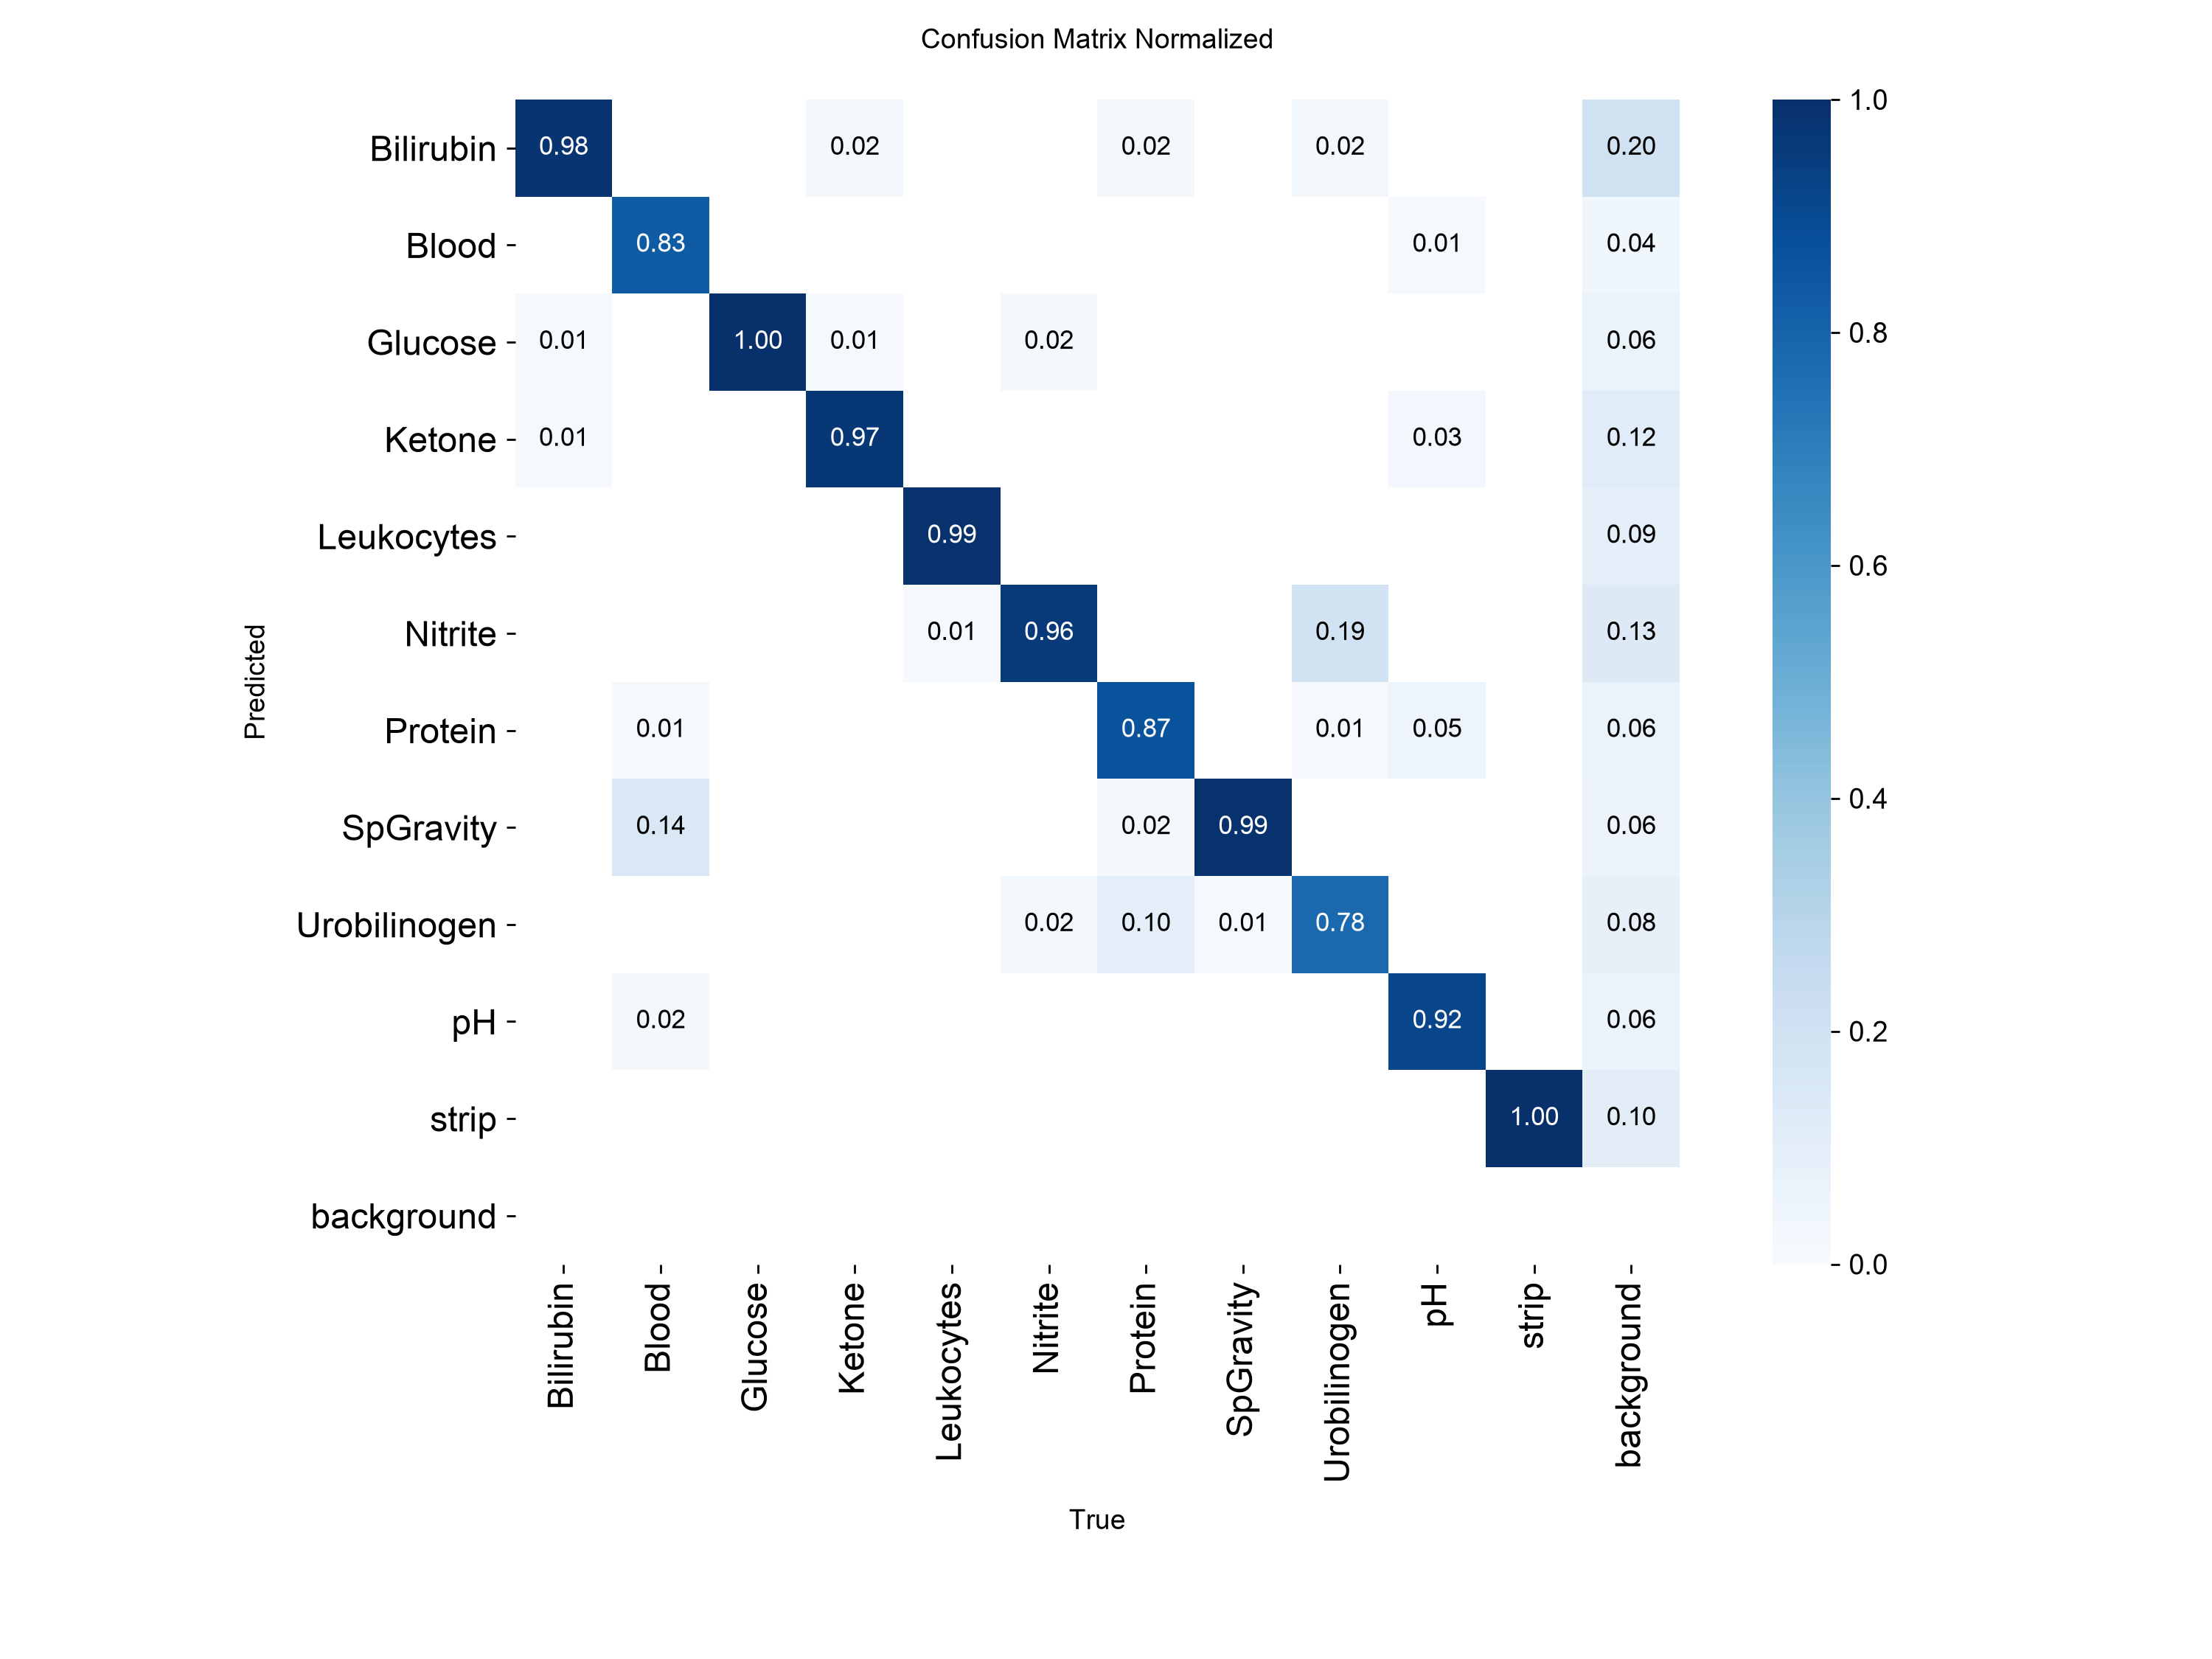 Confusion Matrix Normalized
Bilirubin 0.98 0.02 0.02 0.02 0.20
Blood 0.83 0.01 0.04
Glucose 0.01 1.00 0.01 0.02 0.06
Ketone 0.01 0.97 0.03 0.12
Leukocytes 0.99 0.09
Nitrite 0.01 0.96 0.19 0.13
Protein 0.01 0.87 0.01 0.05 0.06
SpGravity 0.14 0.02 0.99 0.06
Urobilinogen 0.02 0.10 0.01 0.78 0.08
pH 0.02 0.92 0.06
strip 1.00 0.10
background
Predicted
Bilirubin Blood Glucose Ketone Leukocytes Nitrite Protein SpGravity Urobilinogen pH strip background
True
1.0
0.8
0.6
0.4
0.2
0.0